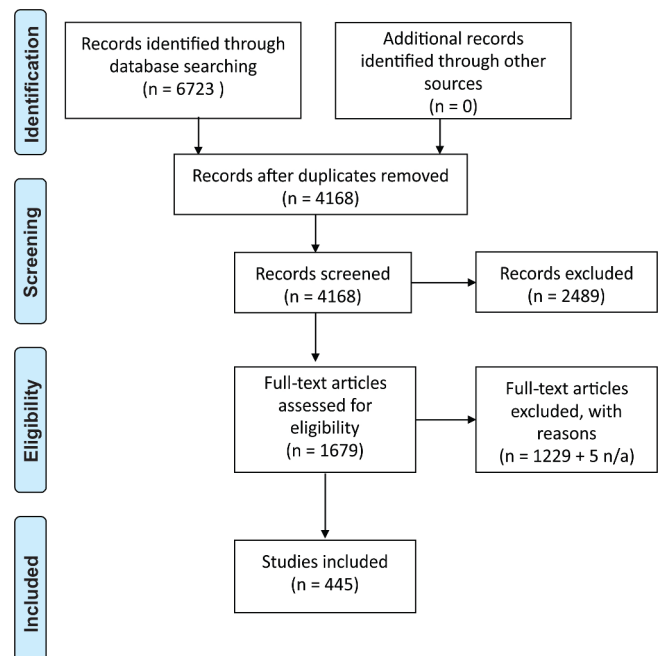 Identification
Records identified through
database searching
(n = 6723 )
Additional records
identified through other
sources
(n = 0)
Records after duplicates removed
(n = 4168)
Screening
Records screened
(n = 4168)
Records excluded
(n = 2489)
Eligibility
Full-text articles
assessed for
eligibility
(n = 1679)
Full-text articles
excluded, with
reasons
(n = 1229 + 5 n/a)
Included
Studies included
(n = 445)